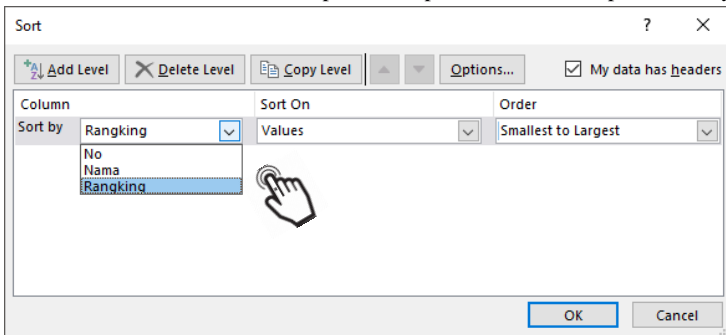 Sort ? ×
Add Level Delete Level Copy Level Options... My data has headers
Column Sort On Order
Sort by Rangking Values Smallest to Largest
No
Nama
Rangking
OK Cancel